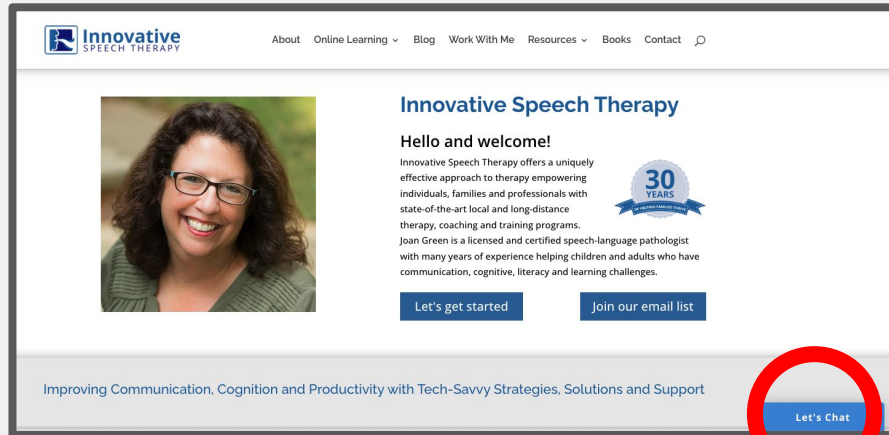 Innovative
SPEECH THERAPY
About Online Learning Blog Work With Me Resources Books Contact
Innovative Speech Therapy
Hello and welcome!
Innovative Speech Therapy offers a uniquely
effective approach to therapy empowering
individuals, families and professionals with
state-of-the-art local and long-distance
therapy, coaching and training programs.
30
YEARS
OF HELPING FAMILIES THRIVE
Joan Green is a licensed and certified speech-language pathologist
with many years of experience helping children and adults who have
communication, cognitive, literacy and learning challenges.
Let's get started
Join our email list
Improving Communication, Cognition and Productivity with Tech-Savvy Strategies, Solutions and Support
Let's Chat